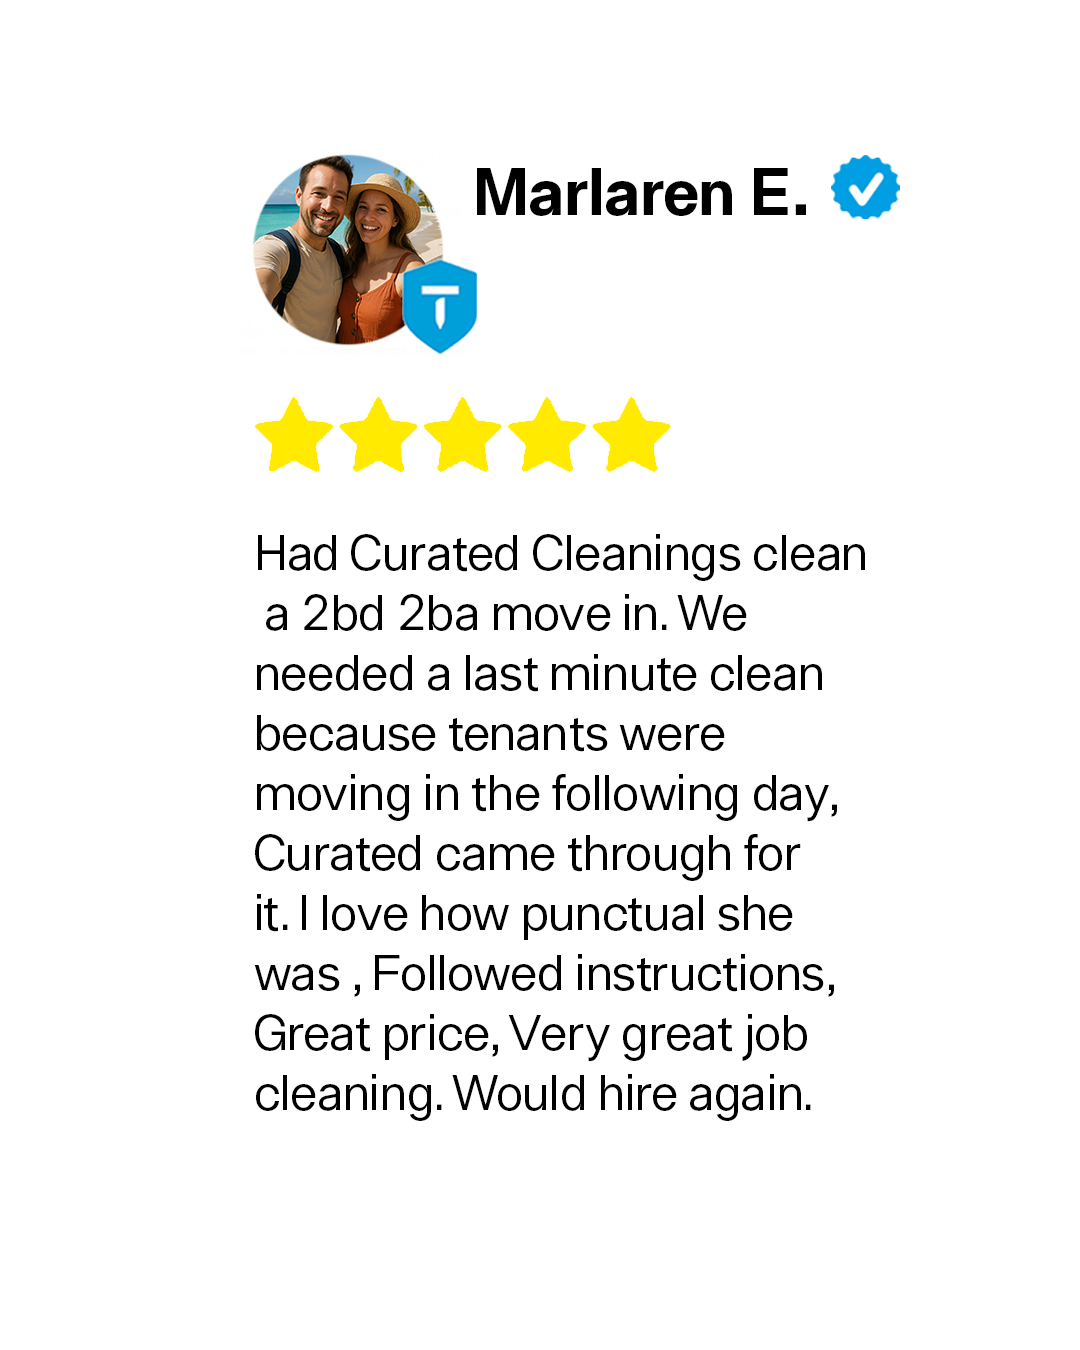 Marlaren E.
T
Had Curated Cleanings clean
a 2bd 2ba move in. We
needed a last minute clean
because tenants were
moving in the following day,
Curated came through for
it. I love how punctual she
was , Followed instructions,
Great price, Very great job
cleaning. Would hire again.